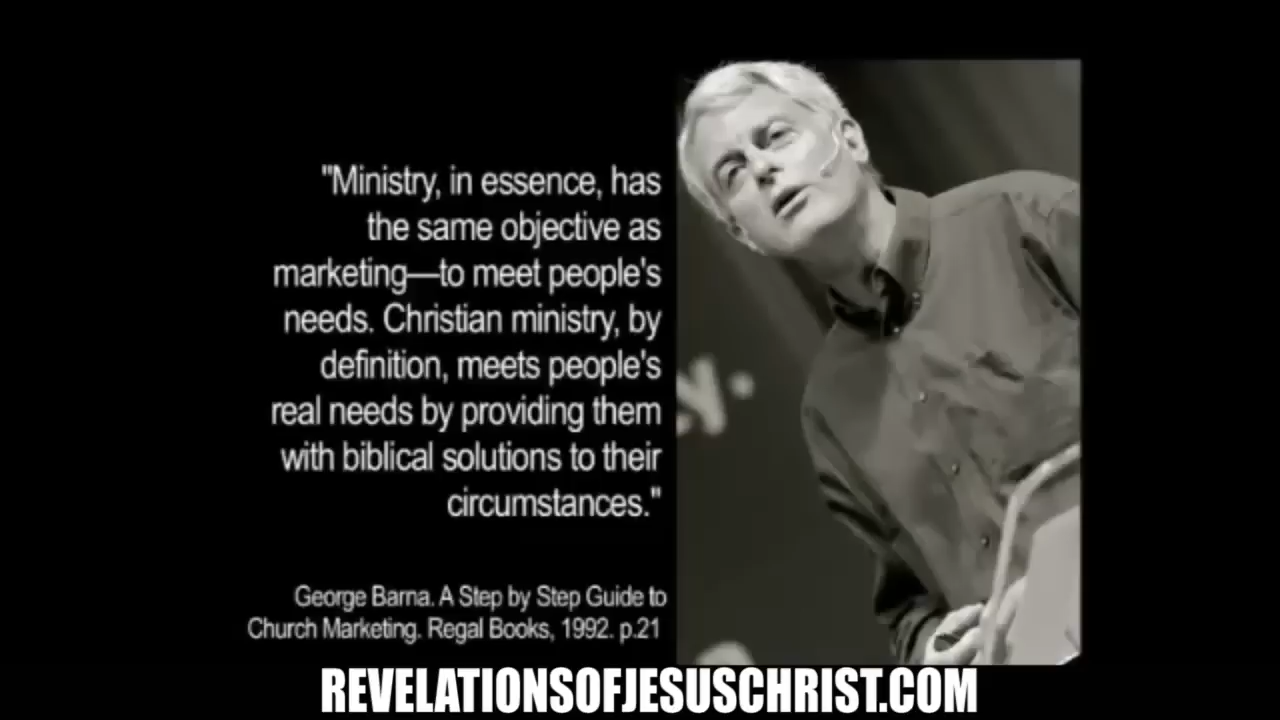 "Ministry, in essence, has
the same objective as
marketing—to meet people's
needs. Christian ministry, by
definition, meets people's
real needs by providing them
with biblical solutions to their
circumstances."
George Barna. A Step by Step Guide to
Church Marketing. Regal Books, 1992. p.21
REVELATIONSOFJESUSCHRIST.COM